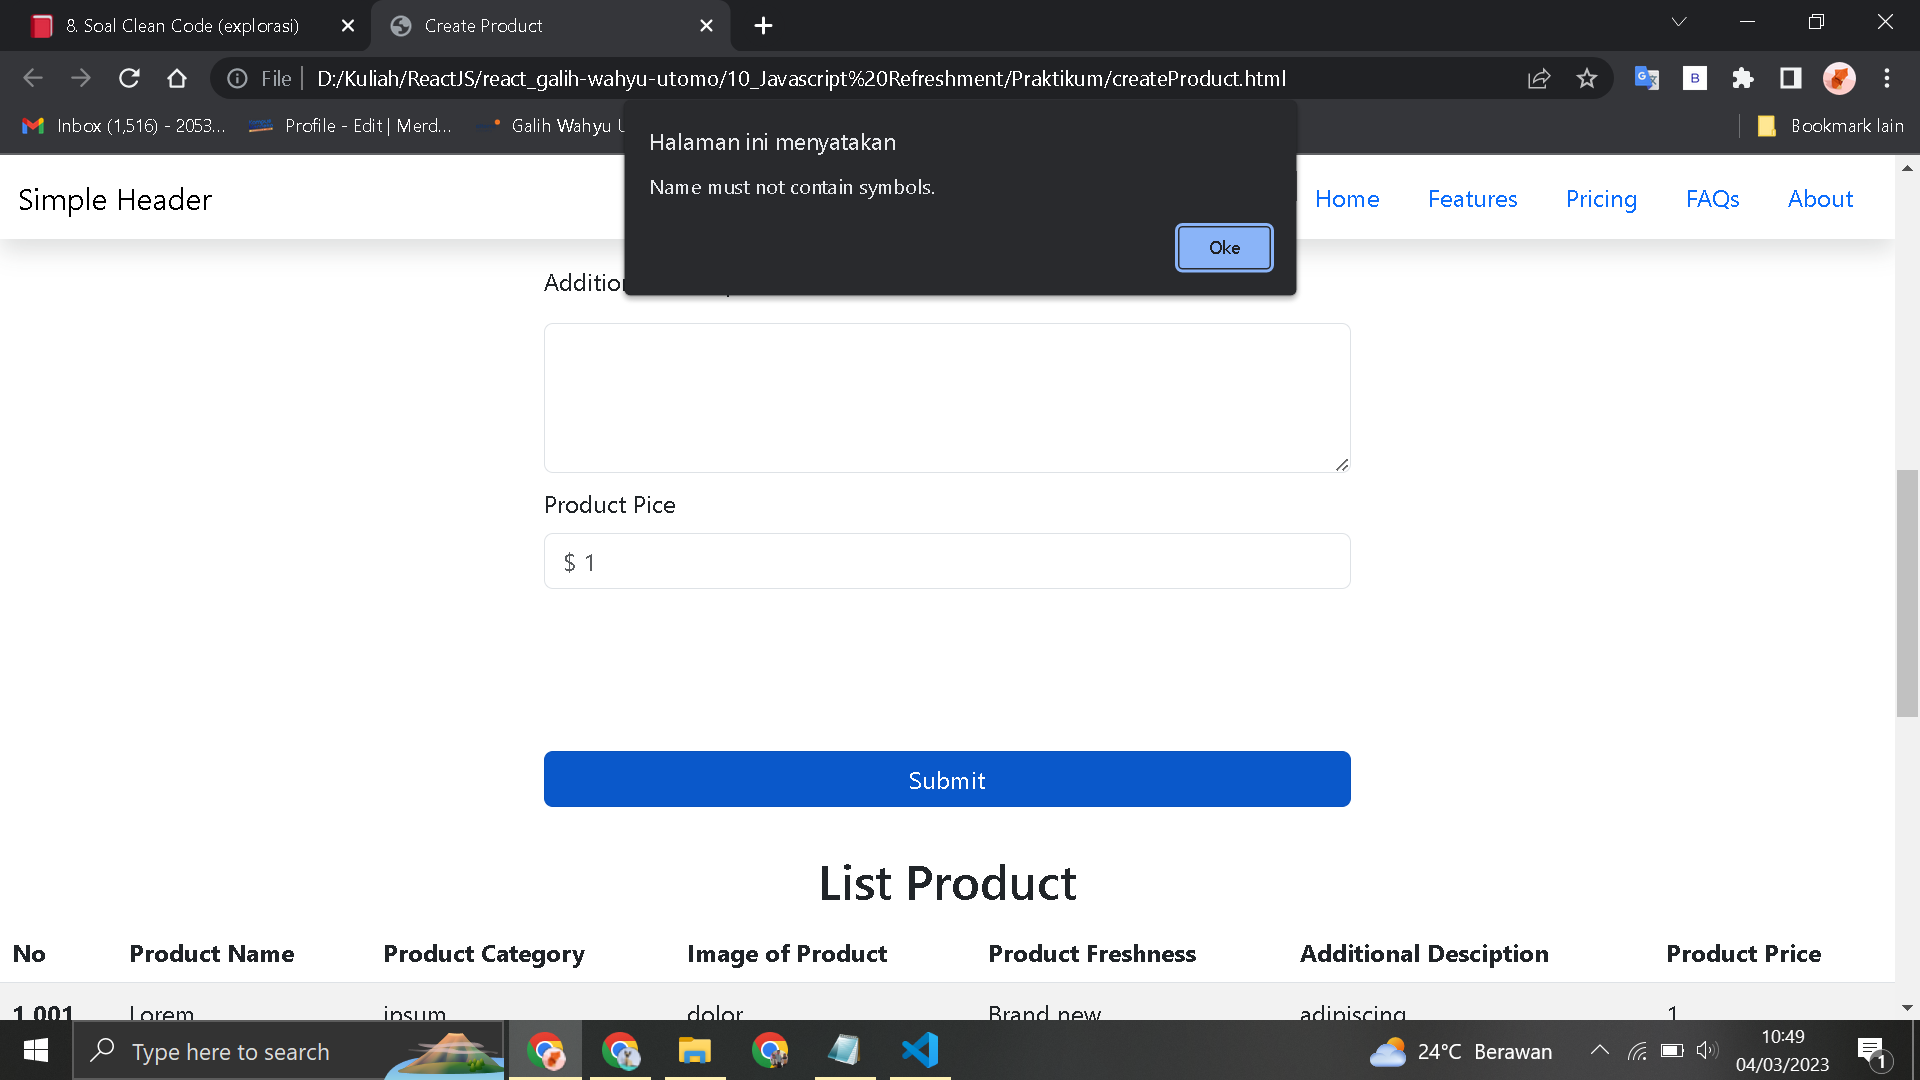 8. Soal Clean Code (explorasi)
Create Product
File
D:/Kuliah/ReactJS/react_galih-wahyu-utomo/10_Javascript%20Refreshment/Praktikum/createProduct.html
Inbox (1,516) - 2053...
Profile - Edit | Merd...
Galih Wahyu
Bookmark lain
Halaman ini menyatakan
Name must not contain symbols.
Oke
Simple Header
Home
Features
Pricing
FAQs
About
Product Pice
$ 1
Submit
List Product
No Product Name Product Category Image of Product Product Freshness Additional Desciption Product Price
1.001 Lorem ipsum dolor Brand new adipiscing 1
Type here to search
24°C Berawan
10:49
04/03/2023
1